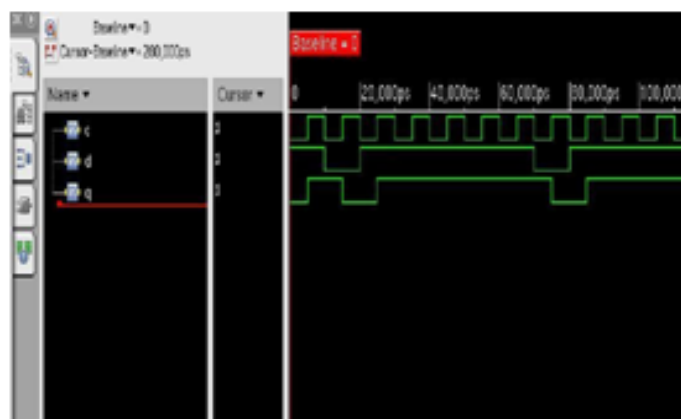 Baseline▼=0
Cursor-Baseline▼=280,000ps
Baseline = 0
Name ▼
Cursor ▼
0
20,000ps
40,000ps
60,000ps
80,000ps
100,000
c
d
q